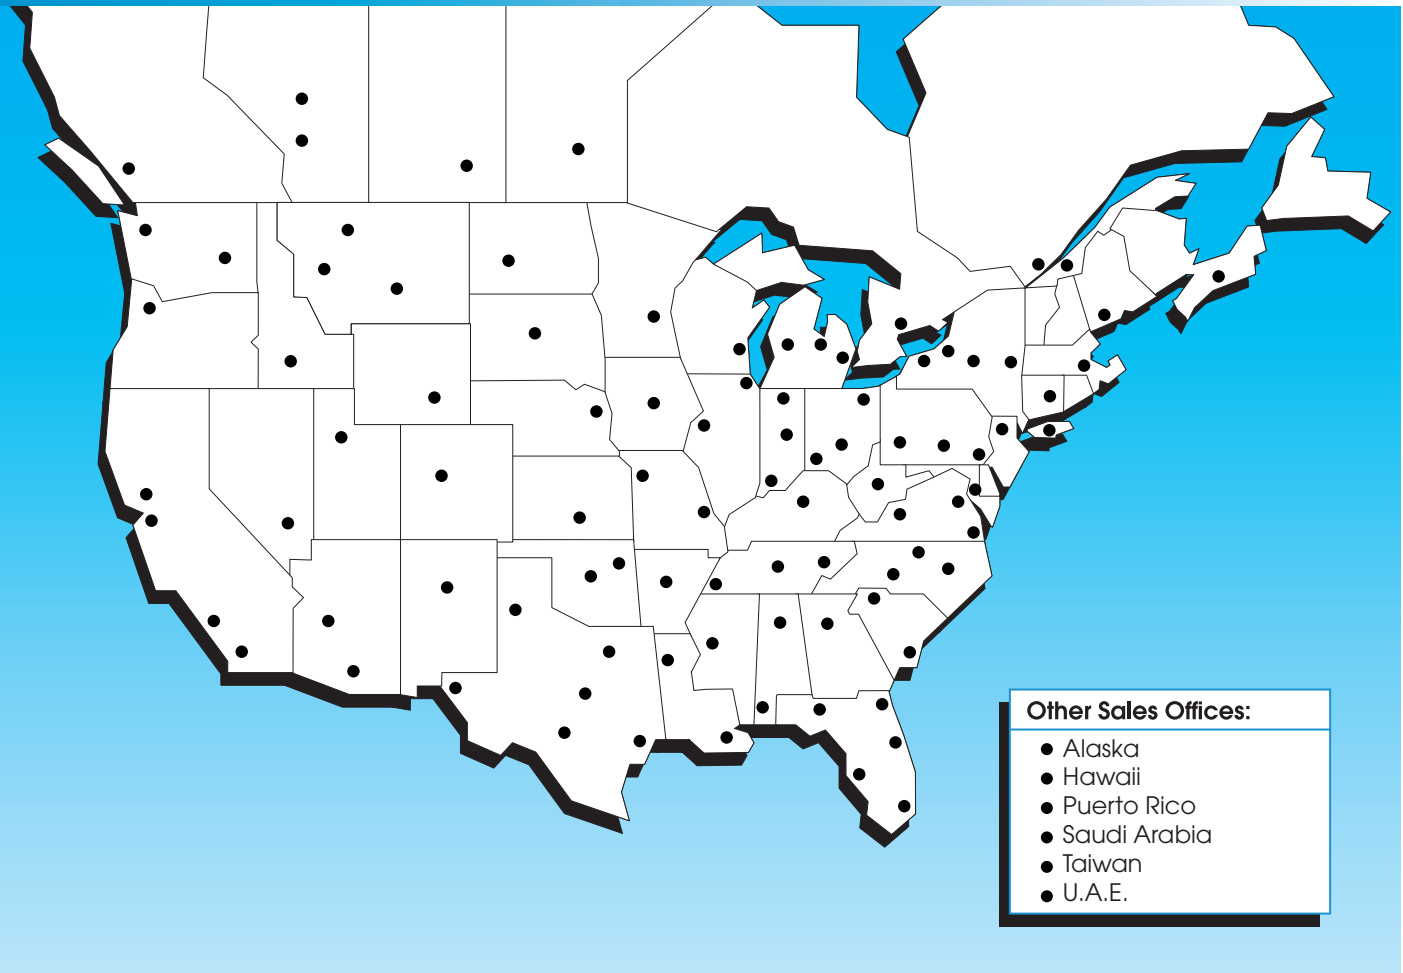 Other Sales Offices:
● Alaska
● Hawaii
● Puerto Rico
● Saudi Arabia
● Taiwan
● U.A.E.